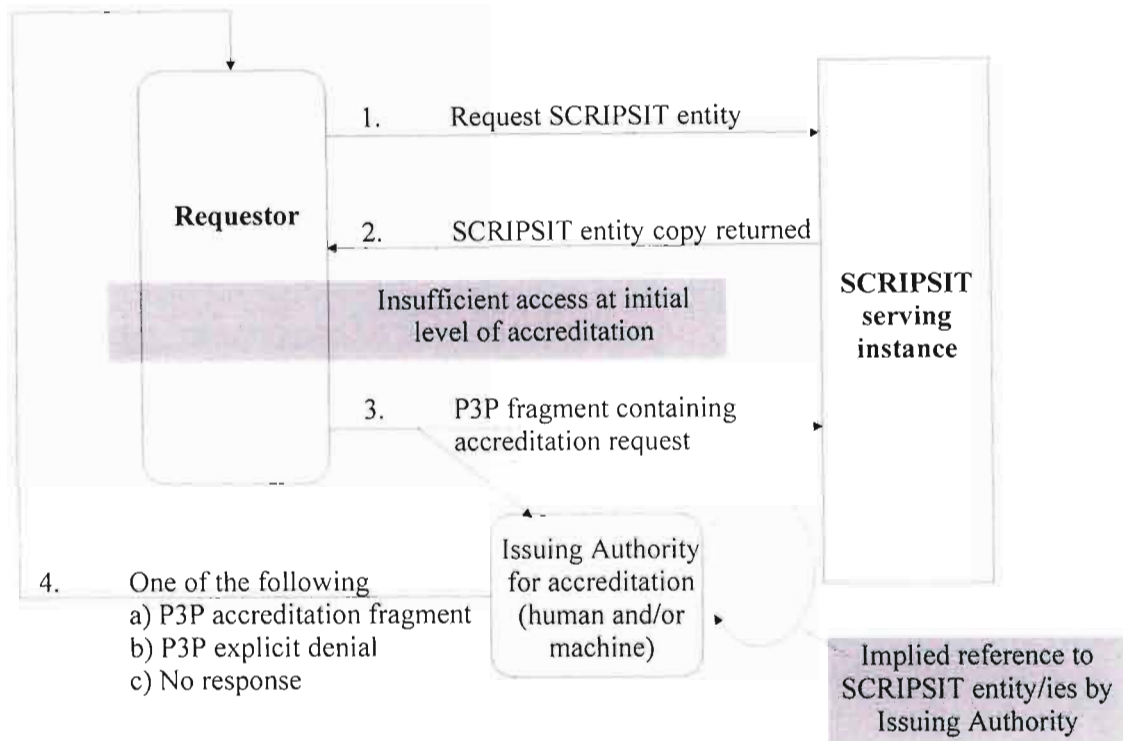 1. Request SCRIPSIT entity
Requestor
2. SCRIPSIT entity copy returned
SCRIPSIT
serving
instance
Insufficient access at initial
level of accreditation
3. P3P fragment containing
accreditation request
Issuing Authority
for accreditation
(human and/or
machine)
4. One of the following
a) P3P accreditation fragment
b) P3P explicit denial
c) No response
Implied reference to
SCRIPSIT entity/ies by
Issuing Authority